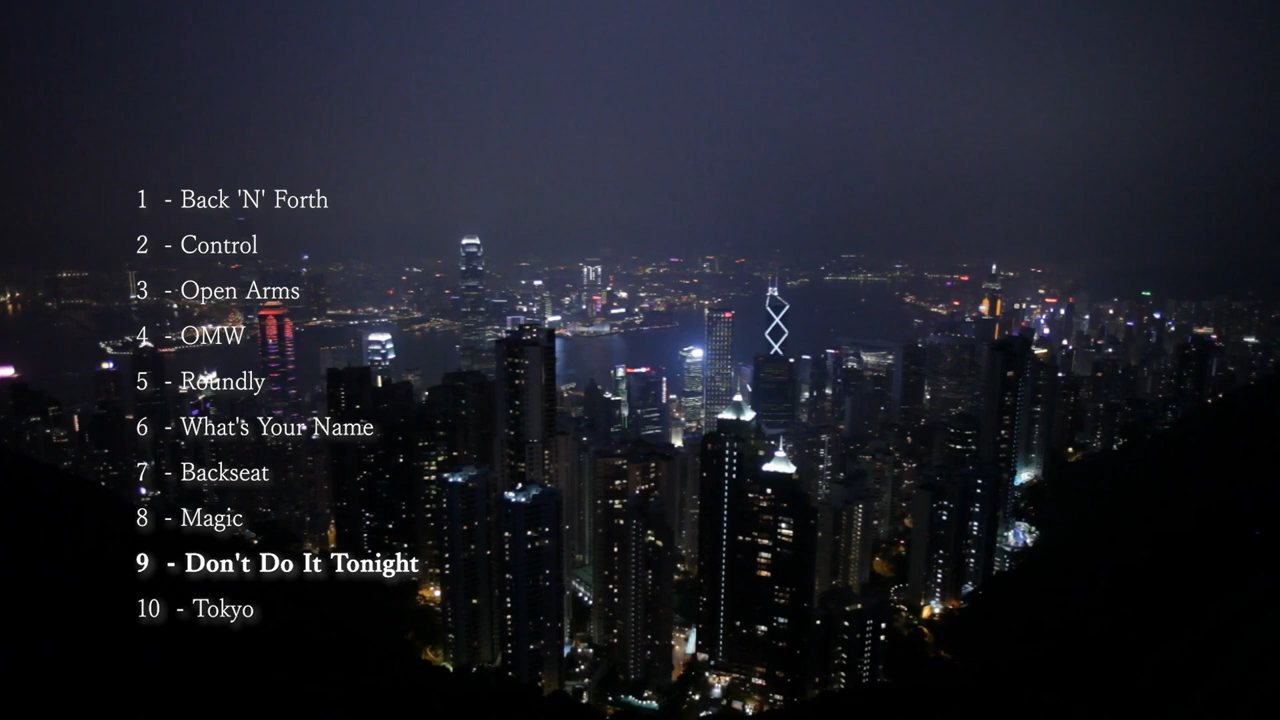 1 - Back 'N' Forth
2 - Control
3 - Open Arms
4 - OMW
5 - Roundly
6 - What's Your Name
7 - Backseat
8 - Magic
9 - Don't Do It Tonight
10 - Tokyo